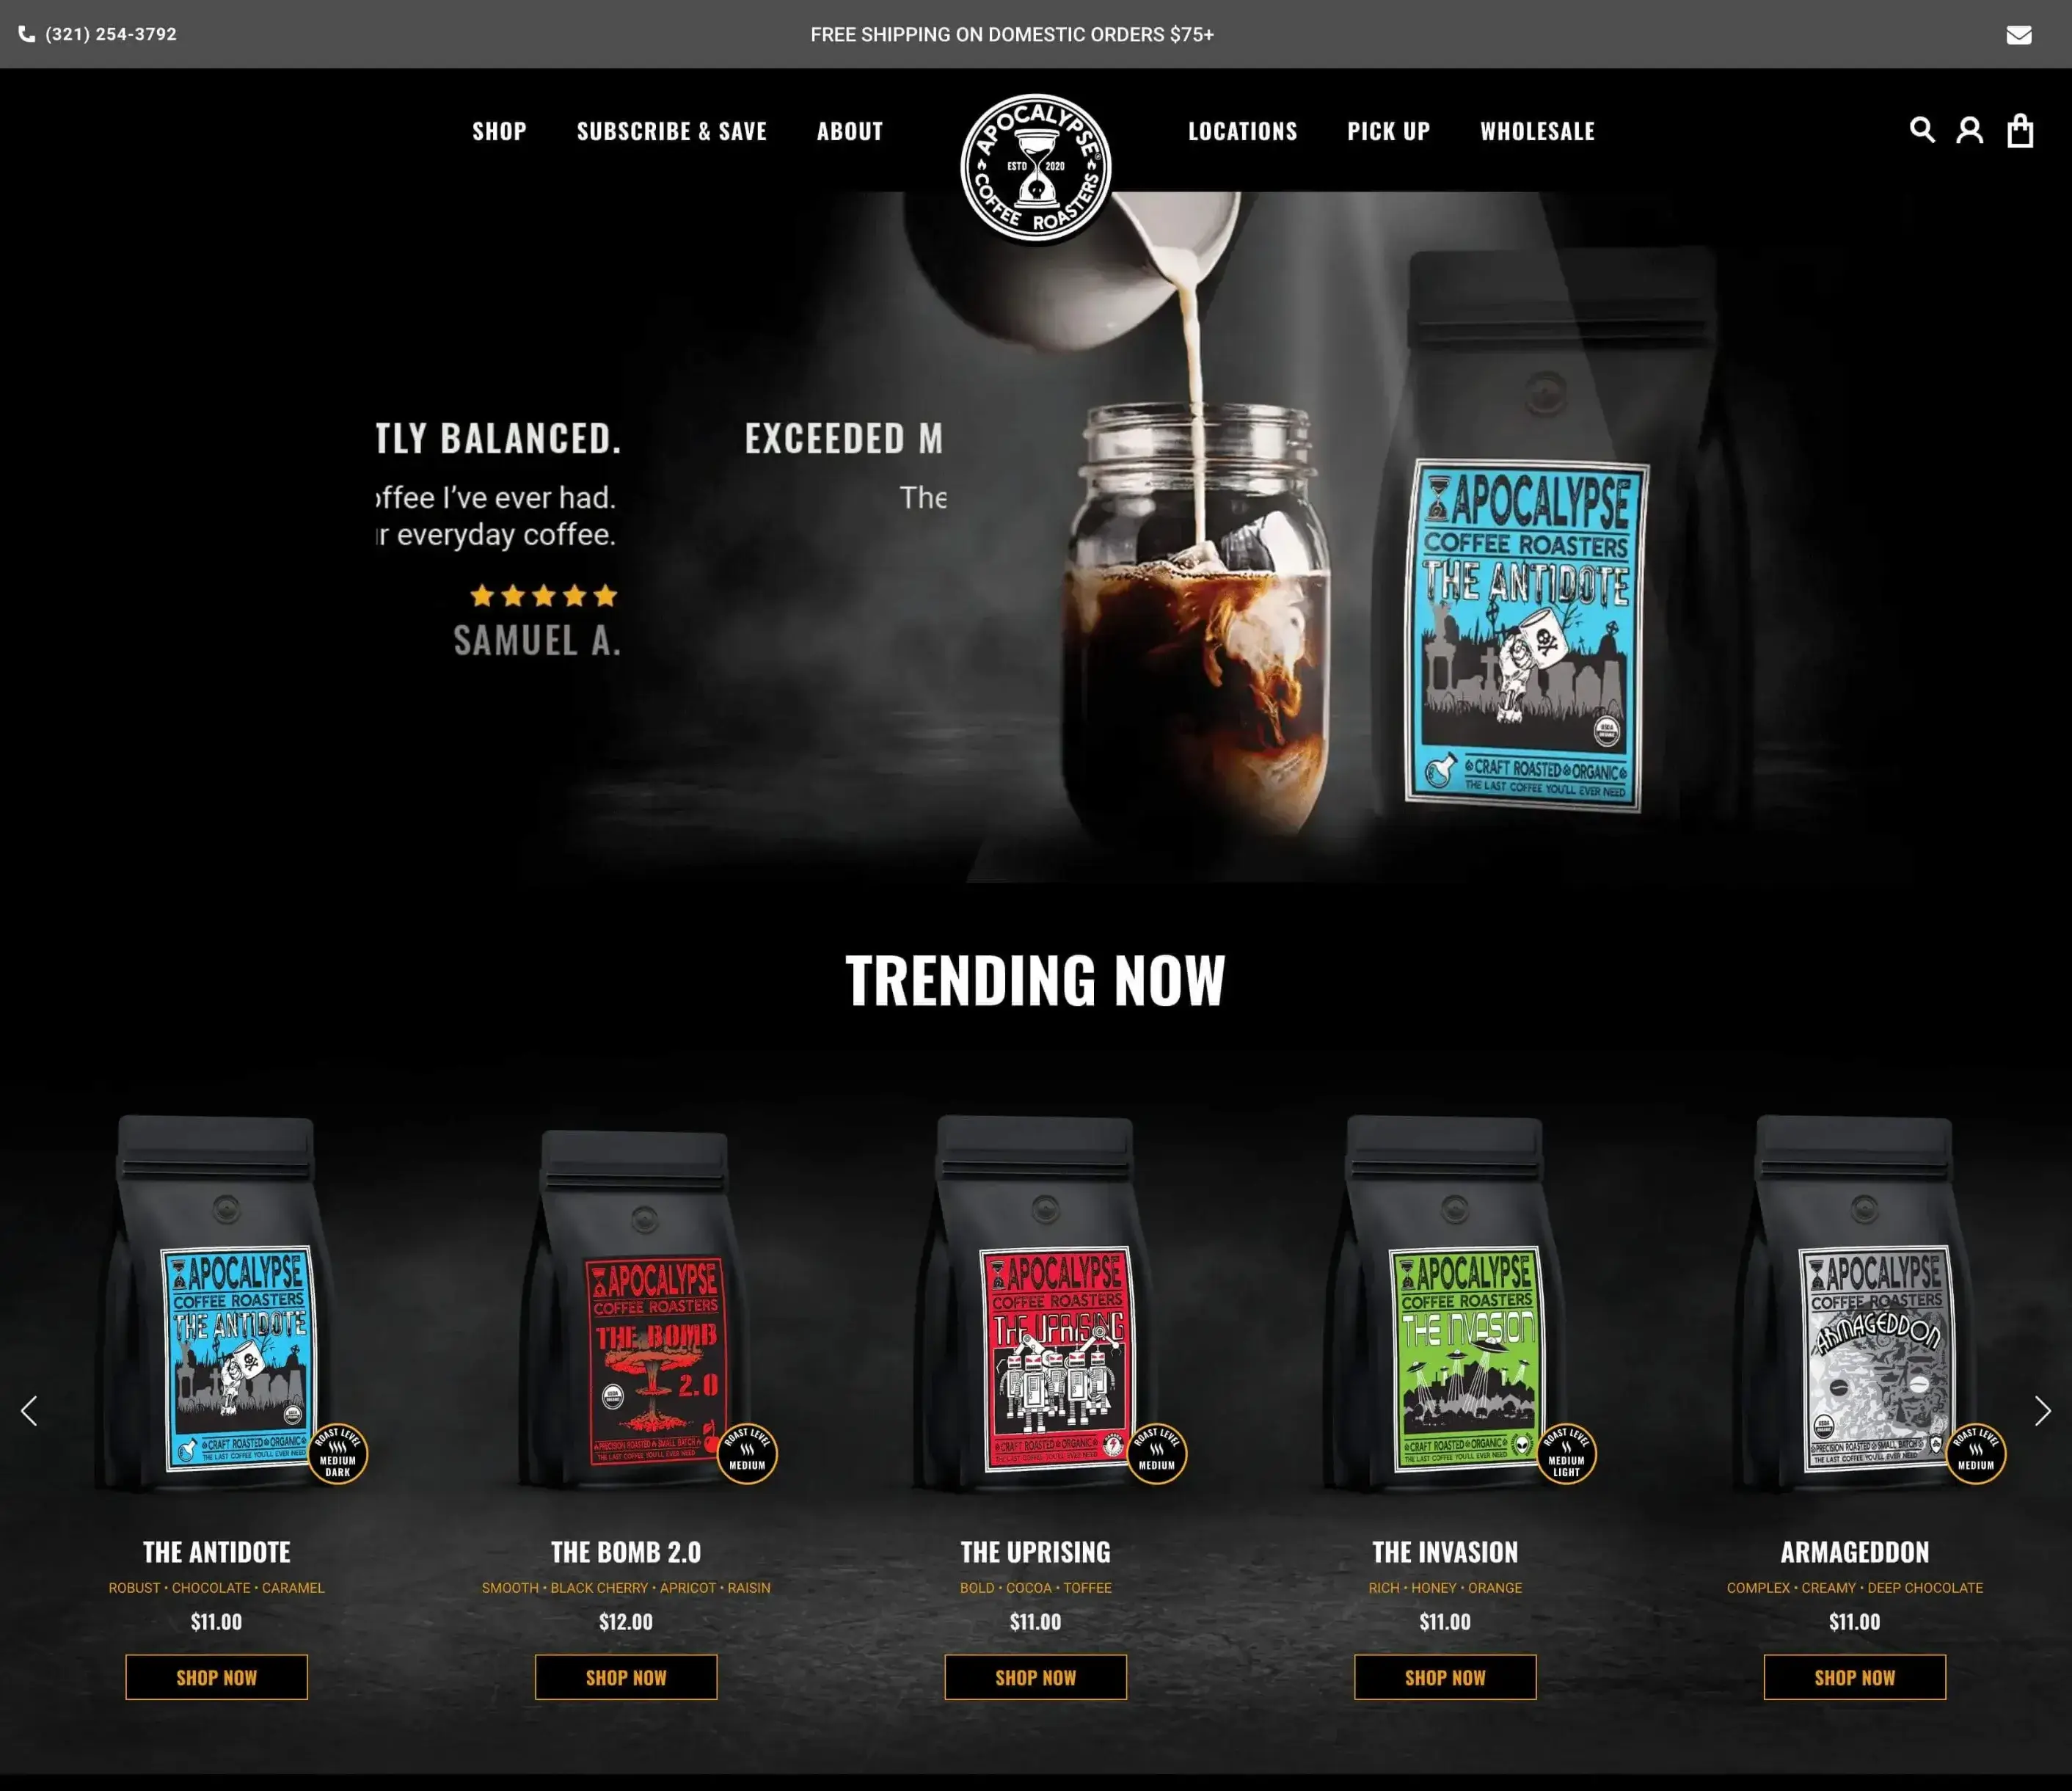 (321) 254-3792
FREE SHIPPING ON DOMESTIC ORDERS $75+
SHOP
SUBSCRIBE & SAVE
ABOUT
APOCALYPSE®
ESTD 2020
COFFEE ROASTERS
LOCATIONS
PICK UP
WHOLESALE
TLY BALANCED.
offee I've ever had.
r everyday coffee.
SAMUEL A.
EXCEEDED M
The
APOCALYPSE
COFFEE ROASTERS
THE ANTIDOTE
USDA
ORGANIC
CRAFT ROASTED ORGANIC
THE LAST COFFEE YOU'LL EVER NEED
TRENDING NOW
APOCALYPSE
COFFEE ROASTERS
THE ANTIDOTE
CRAFT ROASTED ORGANIC
THE LAST COFFEE YOU'LL EVER NEED
ROAST LEVEL
MEDIUM
DARK
THE ANTIDOTE
ROBUST • CHOCOLATE • CARAMEL
$11.00
SHOP NOW
APOCALYPSE
COFFEE ROASTERS
THE BOMB
2.0
PRECISION ROASTED SMALL BATCH
THE LAST COFFEE YOU'LL EVER NEED
ROAST LEVEL
MEDIUM
THE BOMB 2.0
SMOOTH • BLACK CHERRY • APRICOT • RAISIN
$12.00
SHOP NOW
APOCALYPSE
COFFEE ROASTERS
THE UPRISING
CRAFT ROASTED ORGANIC
THE LAST COFFEE YOU'LL EVER NEED
ROAST LEVEL
MEDIUM
THE UPRISING
BOLD • COCOA • TOFFEE
$11.00
SHOP NOW
APOCALYPSE
COFFEE ROASTERS
THE INVASION
CRAFT ROASTED ORGANIC
THE LAST COFFEE YOU'LL EVER NEED
ROAST LEVEL
MEDIUM
LIGHT
THE INVASION
RICH • HONEY • ORANGE
$11.00
SHOP NOW
APOCALYPSE
COFFEE ROASTERS
ARMAGEDDON
PRECISION ROASTED SMALL BATCH
THE LAST COFFEE YOU'LL EVER NEED
ROAST LEVEL
MEDIUM
ARMAGEDDON
COMPLEX • CREAMY • DEEP CHOCOLATE
$11.00
SHOP NOW